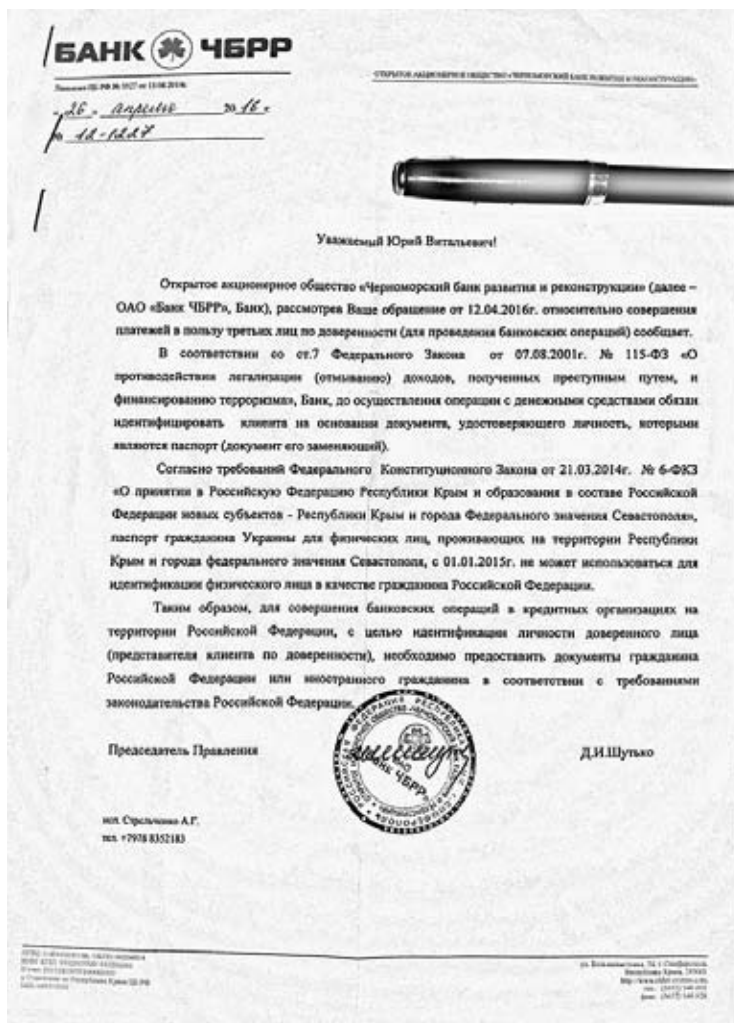 БАНК ЧБРР
ОТКРЫТОЕ АКЦИОНЕРНОЕ ОБЩЕСТВО «ЧЕРНОМОРСКИЙ БАНК РАЗВИТИЯ И РЕКОНСТРУКЦИИ»
26 апреля 2016 г
№ 12-1227
Уважаемый Юрий Витальевич!
Открытое акционерное общество «Черноморский банк развития и реконструкции» (далее –
ОАО «Банк ЧБРР», Банк), рассмотрев Ваше обращение от 12.04.2016г. относительно совершения
платежей в пользу третьих лиц по доверенности (для проведения банковских операций) сообщает.
В соответствии со ст.7 Федерального Закона от 07.08.2001г. № 115-ФЗ «О
противодействии легализации (отмыванию) доходов, полученных преступным путем, и
финансированию терроризма», Банк, до осуществления операции с денежными средствами обязан
идентифицировать клиента на основании документа, удостоверяющего личность, которыми
являются паспорт (документ его заменяющий).
Согласно требований Федерального Конституционного Закона от 21.03.2014г. № 6-ФКЗ
«О принятии в Российскую Федерацию Республики Крым и образования в составе Российской
Федерации новых субъектов - Республики Крым и города Федерального значения Севастополя»,
паспорт гражданина Украины для физических лиц, проживающих на территории Республики
Крым и города федерального значения Севастополя, с 01.01.2015г. не может использоваться для
идентификации физического лица в качестве гражданина Российской Федерации.
Таким образом, для совершения банковских операций в кредитных организациях на
территории Российской Федерации, с целью идентификации личности доверенного лица
(представителя клиента по доверенности), необходимо предоставить документы гражданина
Российской Федерации или иностранного гражданина в соответствии с требованиями
законодательства Российской Федерации.
Председатель Правления
Банк ЧБРР
Д.И.Шутько
исп. Стрельченко А.Г.
тел. +7978 8352183